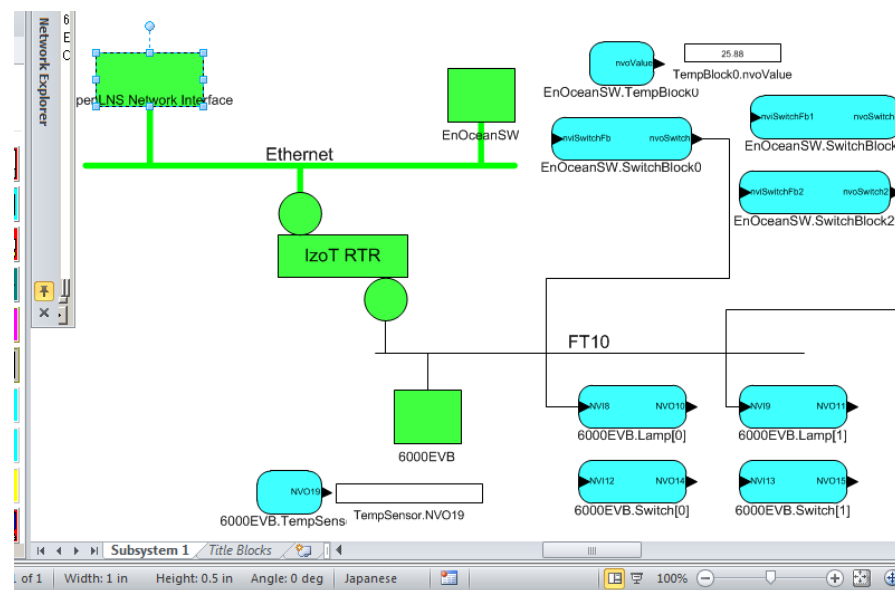 Network Explorer
6
E
C
penLNS Network Interface
EnOceanSW
nvoValue
EnOceanSW.TempBlock0
25.88
TempBlock0.nvoValue
nviSwitchFb
nvoSwitch
EnOceanSW.SwitchBlock0
nviSwitchFb1
nvoSwitch
EnOceanSW.SwitchBlock
nviSwitchFb2
nvoSwitch2
EnOceanSW.SwitchBlock2
Ethernet
IzoT RTR
FT10
6000EVB
NVI8
NVO10
6000EVB.Lamp[0]
NVI9
NVO11
6000EVB.Lamp[1]
NVI12
NVO14
6000EVB.Switch[0]
NVI13
NVO15
6000EVB.Switch[1]
NVO19
6000EVB.TempSens
TempSensor.NVO19
Subsystem 1
Title Blocks
of 1
Width: 1 in
Height: 0.5 in
Angle: 0 deg
Japanese
100%